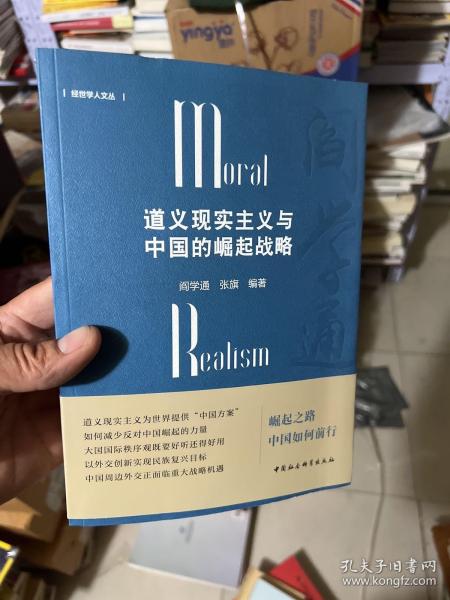 yingya
| 经世学人文丛 |
Moral
阎学通
道义现实主义与
中国的崛起战略
阎学通 张旗 编著
Realism
道义现实主义为世界提供“中国方案”
如何减少反对中国崛起的力量
大国国际秩序观既要好听还得好用
以外交创新实现民族复兴目标
中国周边外交正面临重大战略机遇
崛起之路
中国如何前行
中国社会科学出版社
孔夫子旧书网
www.kongfz.com